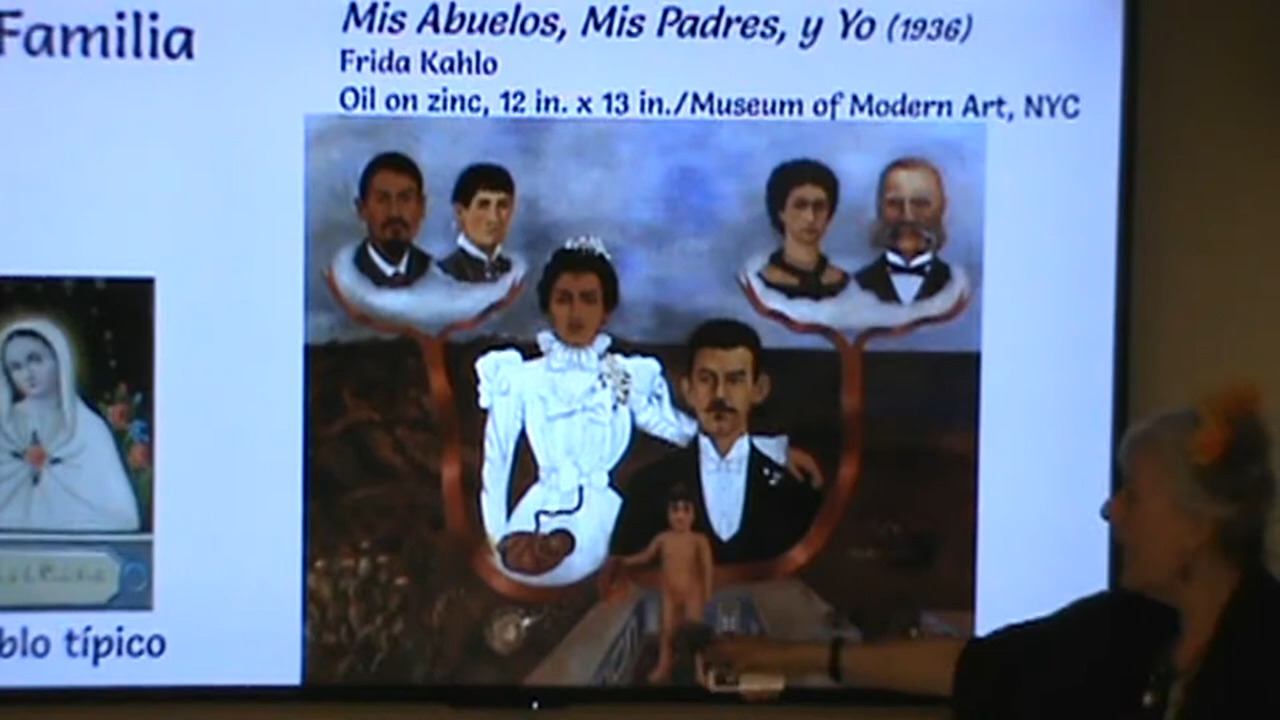 Familia
Mis Abuelos, Mis Padres, y Yo (1936)
Frida Kahlo
Oil on zinc, 12 in. x 13 in./Museum of Modern Art, NYC
blo típico